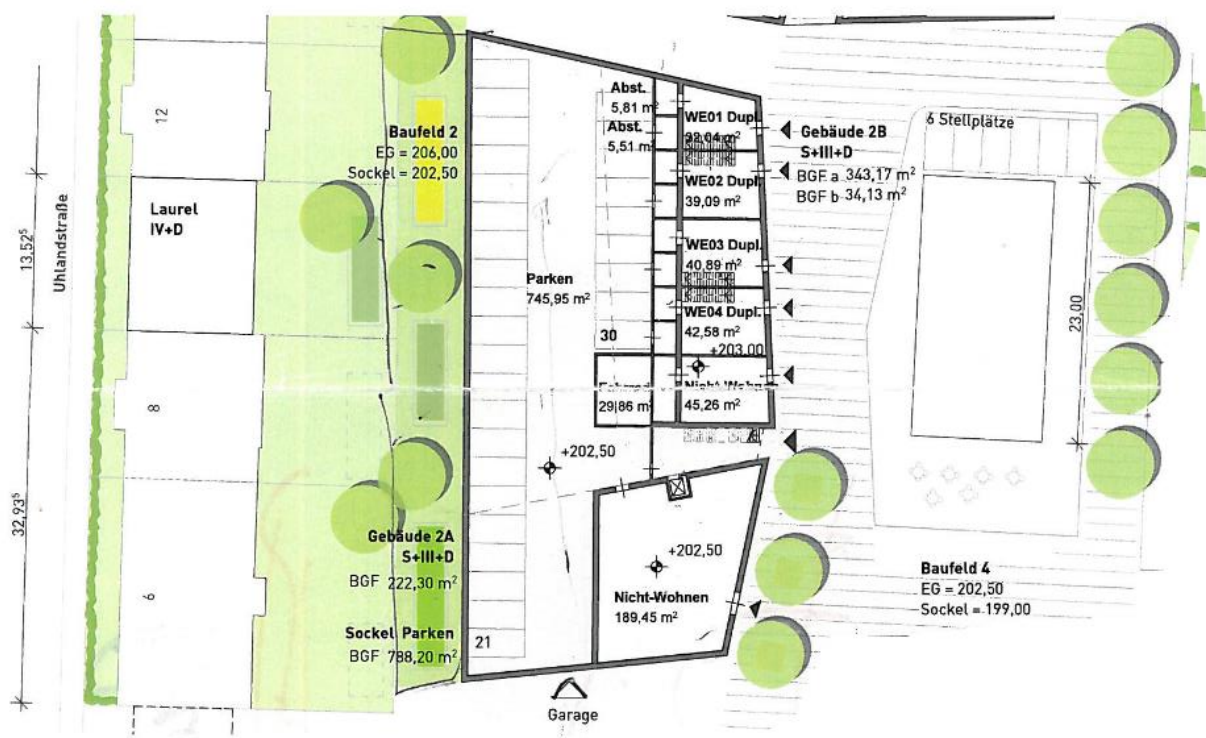 Uhlandstraße
13,52⁵
32,93⁵
12
Laurel
IV+D
8
6
Baufeld 2
EG = 206,00
Sockel = 202,50
Gebäude 2A
S+III+D
BGF 222,30 m²
Sockel Parken
BGF 788,20 m²
Parken
745,95 m²
30
21
Abst.
5,81 m²
Abst.
5,51 m²
WE01 Dupl.
WE02 Dupl.
39,09 m²
WE03 Dupl.
40,89 m²
WE04 Dupl.
42,58 m²
+203,00
Nicht-Wohn
45,26 m²
29,86 m²
+202,50
+202,50
Nicht-Wohnen
189,45 m²
Garage
Gebäude 2B
S+III+D
BGF a 343,17 m²
BGF b 34,13 m²
6 Stellplätze
23,00
Baufeld 4
EG = 202,50
Sockel = 199,00